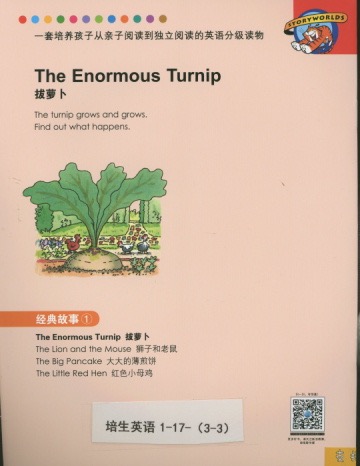 一套培养孩子从亲子阅读到独立阅读的英语分级读物
STORYWORLDS
The Enormous Turnip
拔萝卜
The turnip grows and grows.
Find out what happens.
经典故事 ①
The Enormous Turnip 拔萝卜
The Lion and the Mouse 狮子和老鼠
The Big Pancake 大大的薄煎饼
The Little Red Hen 红色小母鸡
培生英语 1-17-（3-3）